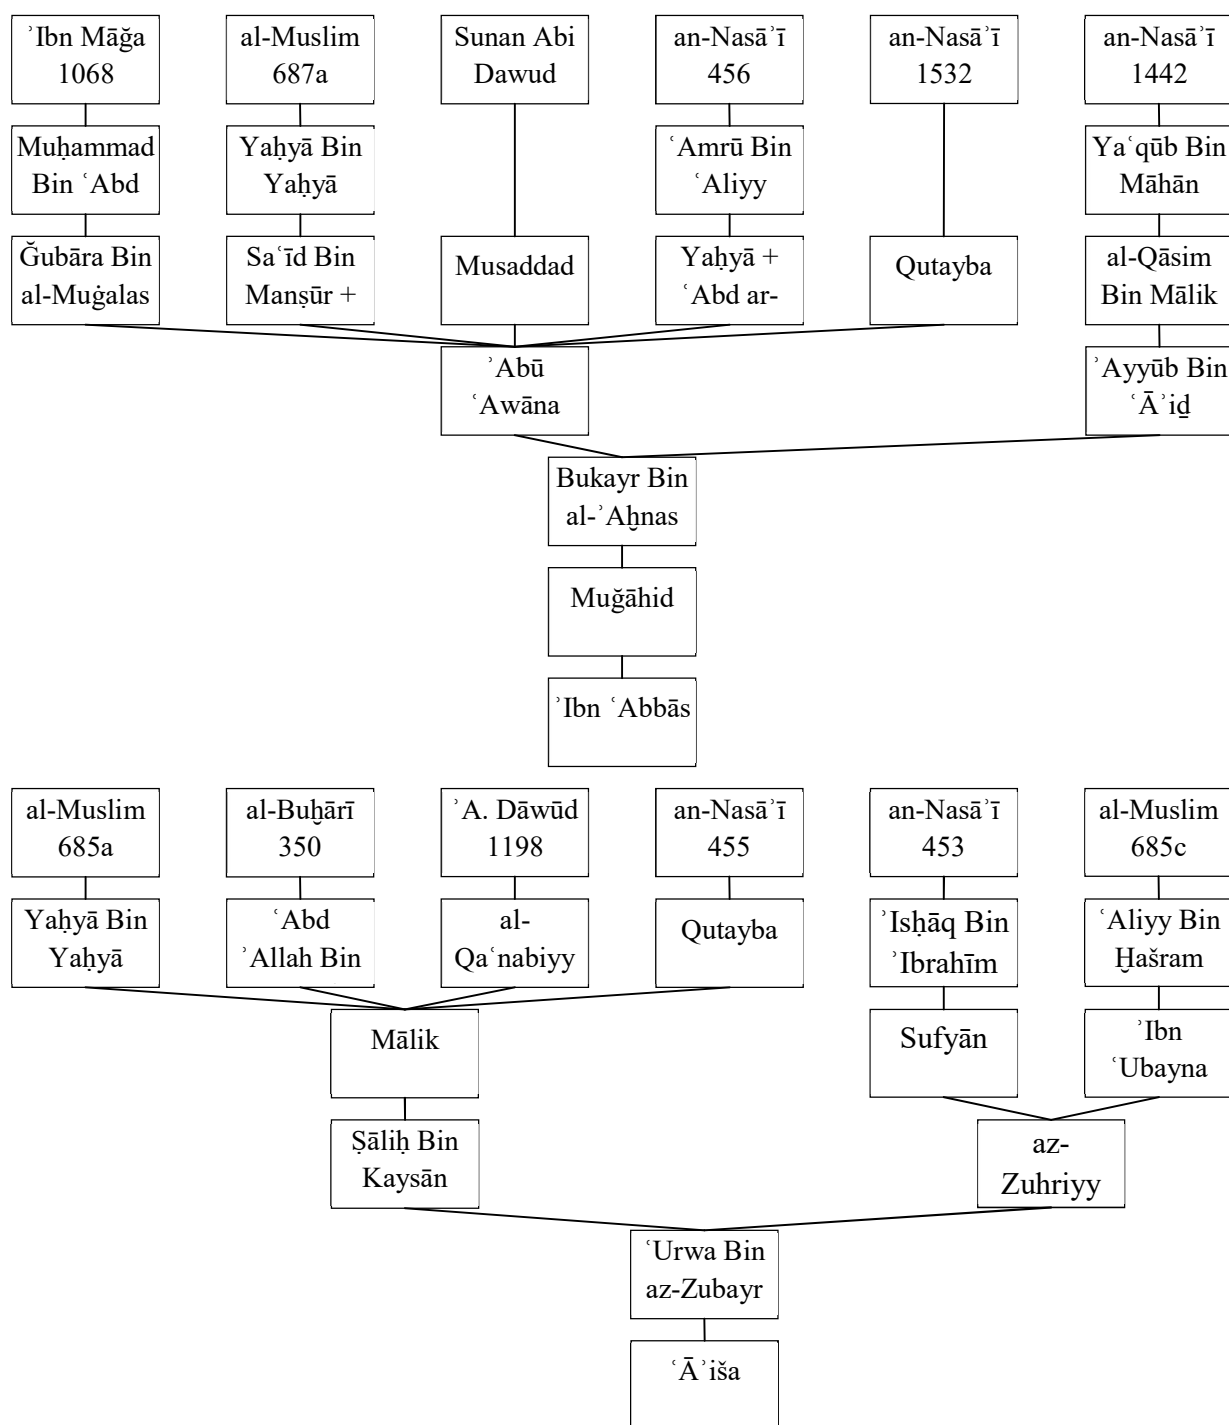 ʾIbn Māǧa
1068
al-Muslim
687a
Sunan Abi
Dawud
an-Nasāʾī
456
an-Nasāʾī
1532
an-Nasāʾī
1442
Muḥammad
Bin ʿAbd
Yaḥyā Bin
Yaḥyā
ʿAmrū Bin
ʿAliyy
Yaʿqūb Bin
Māhān
Ǧubāra Bin
al-Muġalas
Saʿīd Bin
Manṣūr +
Musaddad
Yaḥyā +
ʿAbd ar-
Qutayba
al-Qāsim
Bin Mālik
ʾAbū
ʿAwāna
ʾAyyūb Bin
ʿĀʾiḏ
Bukayr Bin
al-ʾAḫnas
Muǧāhid
ʾIbn ʿAbbās
al-Muslim
685a
al-Buḫārī
350
ʾA. Dāwūd
1198
an-Nasāʾī
455
an-Nasāʾī
453
al-Muslim
685c
Yaḥyā Bin
Yaḥyā
ʿAbd
ʾAllah Bin
al-
Qaʿnabiyy
Qutayba
ʾIsḥāq Bin
ʾIbrahīm
ʿAliyy Bin
Ḫašram
Mālik
Sufyān
ʾIbn
ʿUbayna
Ṣāliḥ Bin
Kaysān
az-
Zuhriyy
ʿUrwa Bin
az-Zubayr
ʿĀʾiša